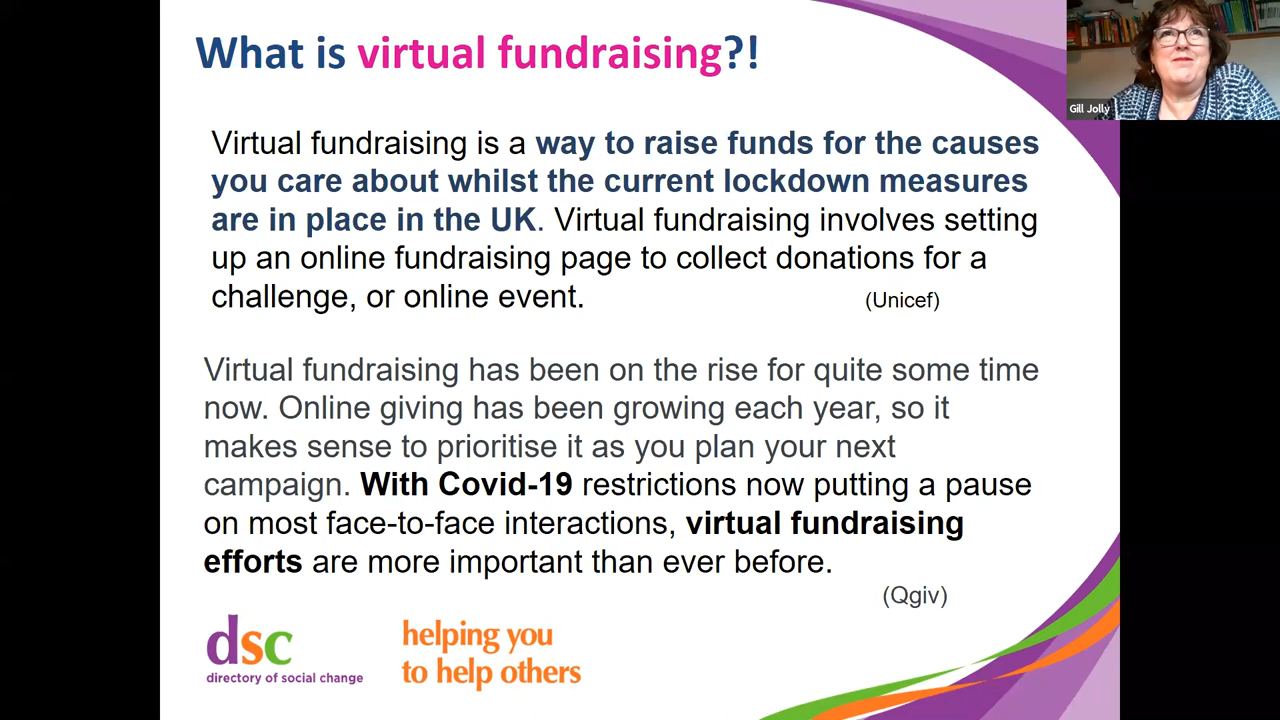 What is virtual fundraising?!
Gill Jolly
Virtual fundraising is a way to raise funds for the causes
you care about whilst the current lockdown measures
are in place in the UK. Virtual fundraising involves setting
up an online fundraising page to collect donations for a
challenge, or online event. (Unicef)
Virtual fundraising has been on the rise for quite some time
now. Online giving has been growing each year, so it
makes sense to prioritise it as you plan your next
campaign. With Covid-19 restrictions now putting a pause
on most face-to-face interactions, virtual fundraising
efforts are more important than ever before.
(Qgiv)
dsc
directory of social change
helping you
to help others